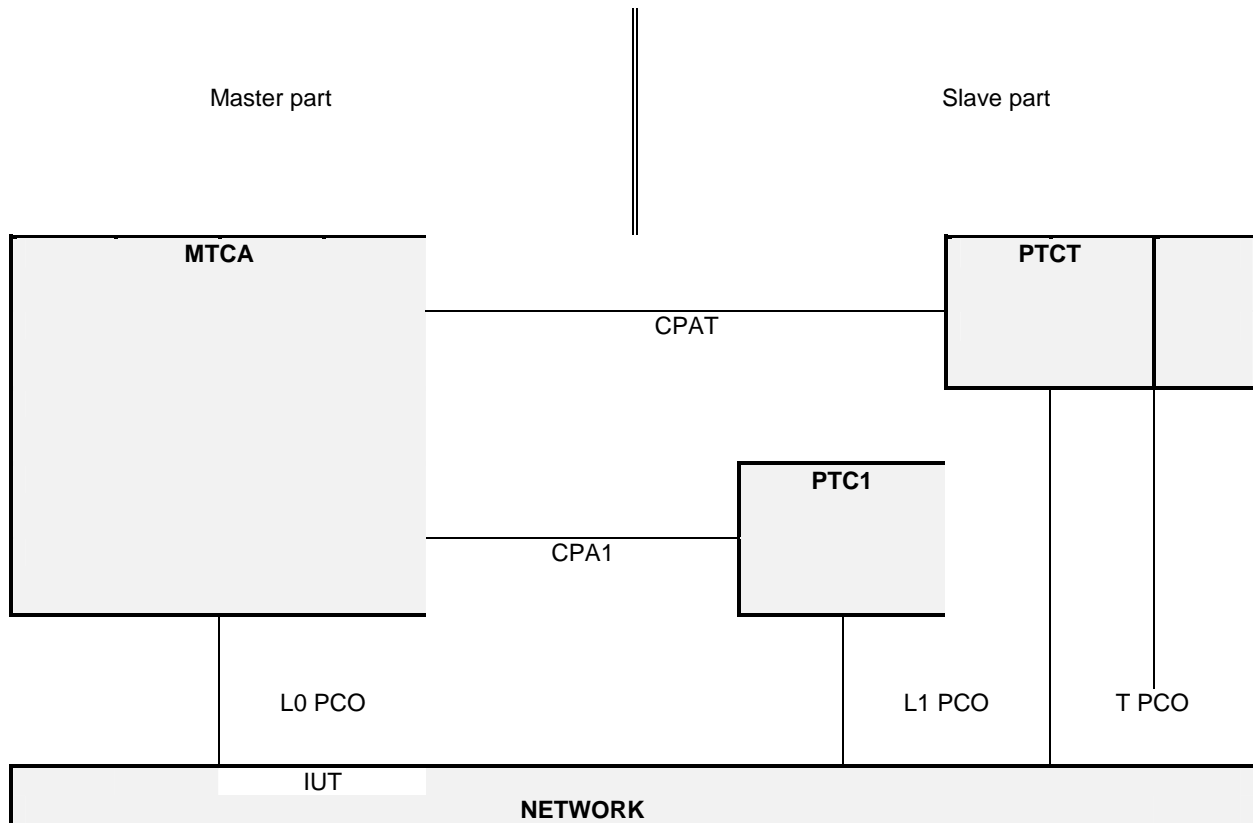 Master part
Slave part
MTCA
PTCT
CPAT
PTC1
CPA1
L0 PCO
L1 PCO
T PCO
IUT
NETWORK